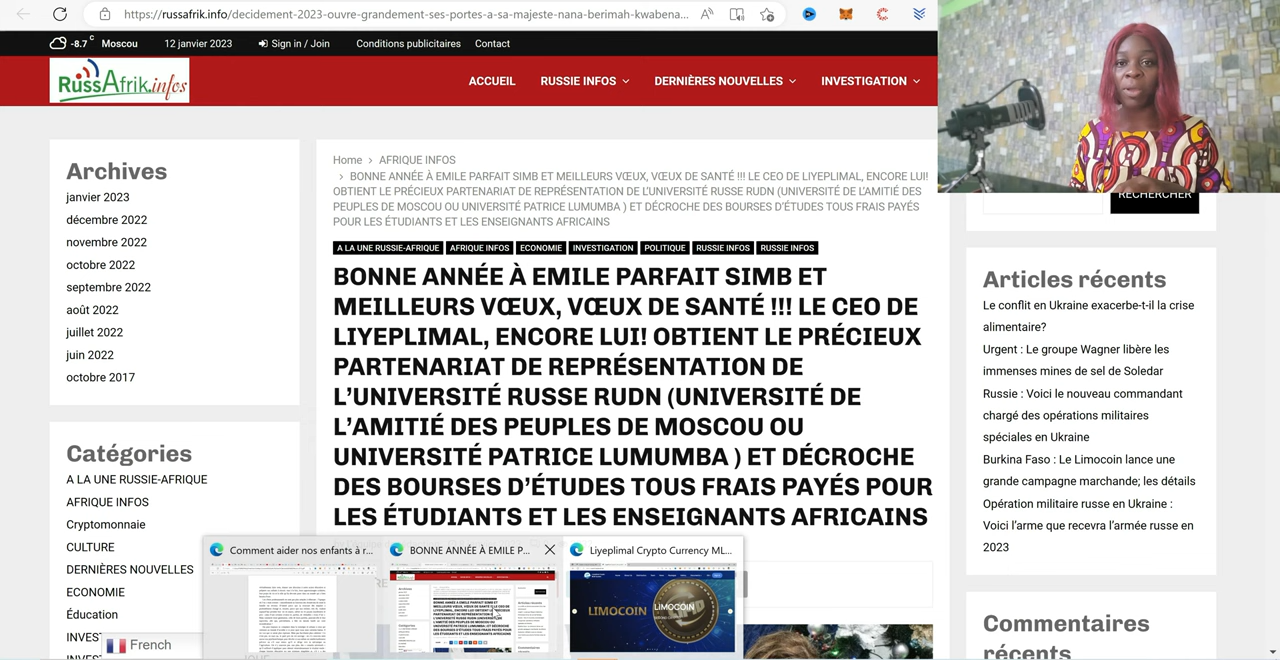 https://russafrik.info/decidement-2023-ouvre-grandement-ses-portes-a-sa-majeste-nana-berimah-kwabena...
-8.7 c Moscou 12 janvier 2023 Sign in / Join Conditions publicitaires Contact
RussAfrik.infos
ACCUEIL RUSSIE INFOS DERNIÈRES NOUVELLES INVESTIGATION
Archives
janvier 2023
décembre 2022
novembre 2022
octobre 2022
septembre 2022
août 2022
juillet 2022
juin 2022
octobre 2017
Catégories
A LA UNE RUSSIE-AFRIQUE
AFRIQUE INFOS
Cryptomonnaie
CULTURE
DERNIÈRES NOUVELLES
ECONOMIE
Éducation
INVES
French
Home > AFRIQUE INFOS
> BONNE ANNÉE À EMILE PARFAIT SIMB ET MEILLEURS VŒUX, VŒUX DE SANTÉ !!! LE CEO DE LIYEPLIMAL, ENCORE LUI!
OBTIENT LE PRÉCIEUX PARTENARIAT DE REPRÉSENTATION DE L'UNIVERSITÉ RUSSE RUDN (UNIVERSITÉ DE L'AMITIÉ DES
PEUPLES DE MOSCOU OU UNIVERSITÉ PATRICE LUMUMBA ) ET DÉCROCHE DES BOURSES D'ÉTUDES TOUS FRAIS PAYÉS
POUR LES ÉTUDIANTS ET LES ENSEIGNANTS AFRICAINS
A LA UNE RUSSIE-AFRIQUE AFRIQUE INFOS ECONOMIE INVESTIGATION POLITIQUE RUSSIE INFOS RUSSIE INFOS
BONNE ANNÉE À EMILE PARFAIT SIMB ET
MEILLEURS VŒUX, VŒUX DE SANTÉ !!! LE CEO DE
LIYEPLIMAL, ENCORE LUI! OBTIENT LE PRÉCIEUX
PARTENARIAT DE REPRÉSENTATION DE
L'UNIVERSITÉ RUSSE RUDN (UNIVERSITÉ DE
L'AMITIÉ DES PEUPLES DE MOSCOU OU
UNIVERSITÉ PATRICE LUMUMBA ) ET DÉCROCHE
DES BOURSES D'ÉTUDES TOUS FRAIS PAYÉS POUR
LES ÉTUDIANTS ET LES ENSEIGNANTS AFRICAINS
Comment aider nos enfants à r...
BONNE ANNÉE À EMILE P...
Liyeplimal Crypto Currency ML...
LIMOCOIN
LIMOCOIN
RECHERCHER
Articles récents
Le conflit en Ukraine exacerbe-t-il la crise
alimentaire?
Urgent : Le groupe Wagner libère les
immenses mines de sel de Soledar
Russie : Voici le nouveau commandant
chargé des opérations militaires
spéciales en Ukraine
Burkina Faso : Le Limocoin lance une
grande campagne marchande; les détails
Opération militaire russe en Ukraine :
Voici l'arme que recevra l'armée russe en
2023
Commentaires
récents